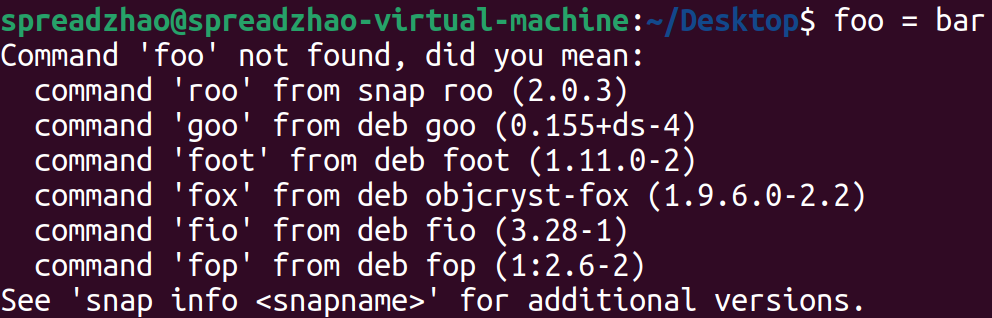 spreadzhao@spreadzhao-virtual-machine:~/Desktop$ foo = bar
Command 'foo' not found, did you mean:
  command 'roo' from snap roo (2.0.3)
  command 'goo' from deb goo (0.155+ds-4)
  command 'foot' from deb foot (1.11.0-2)
  command 'fox' from deb objcryst-fox (1.9.6.0-2.2)
  command 'fio' from deb fio (3.28-1)
  command 'fop' from deb fop (1:2.6-2)
See 'snap info <snapname>' for additional versions.